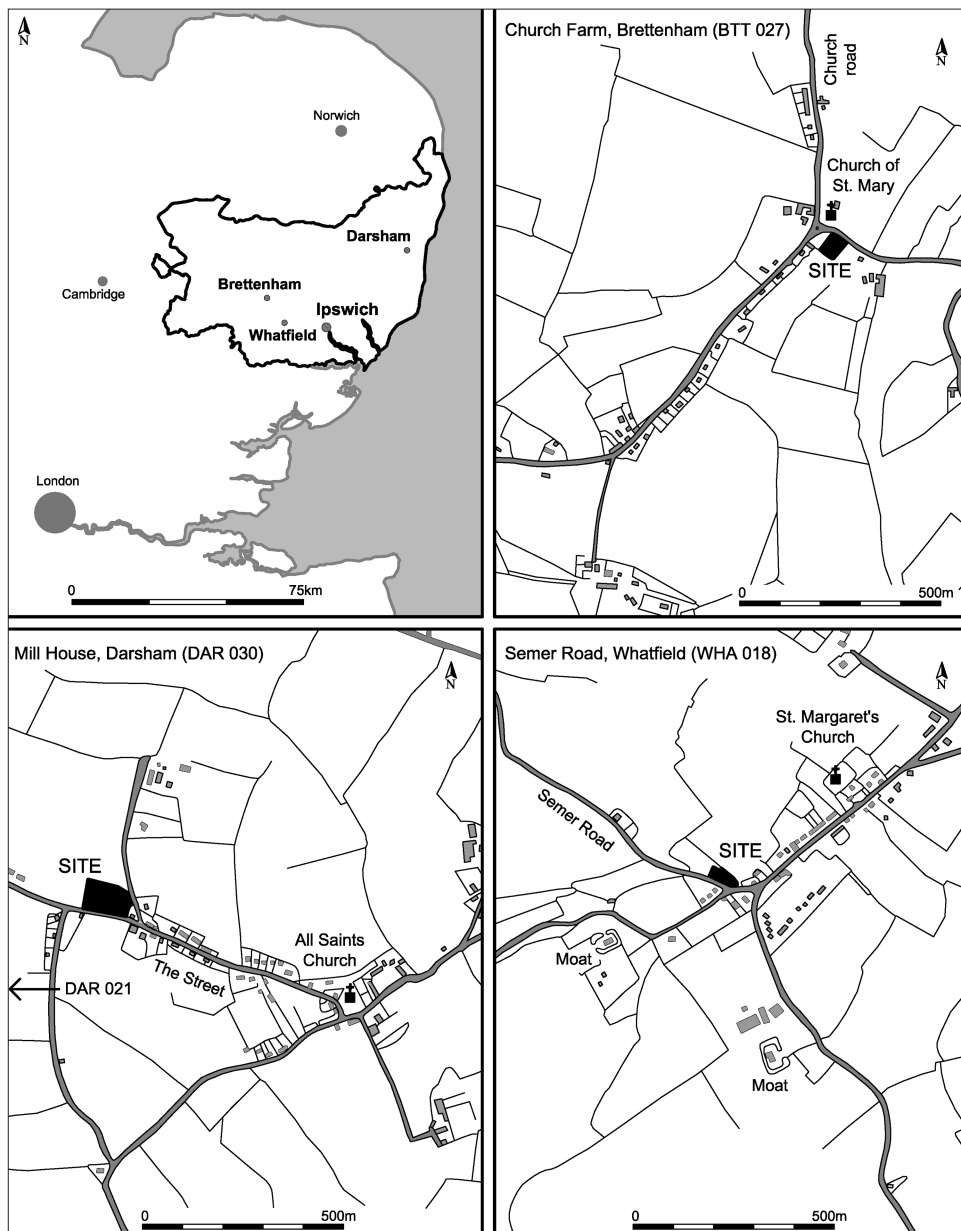 N
Norwich
Darsham
Cambridge
Brettenham
Ipswich
Whatfield
London
0 75km
Church Farm, Brettenham (BTT 027)
N
Church
road
Church of
St. Mary
SITE
0 500m
Mill House, Darsham (DAR 030)
N
SITE
The Street
All Saints
Church
DAR 021
0 500m
Semer Road, Whatfield (WHA 018)
N
St. Margaret's
Church
Semer Road
SITE
Moat
Moat
0 500m